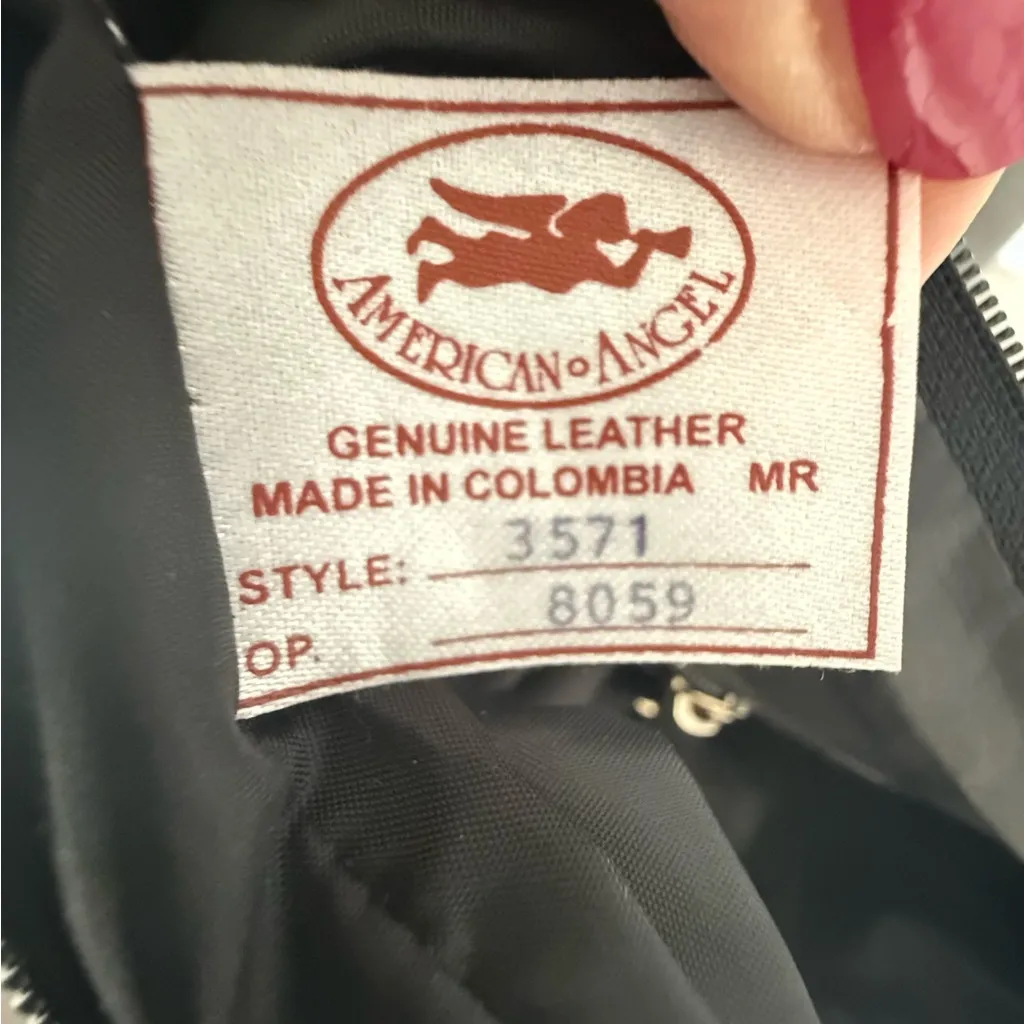 AMERICAN ANGEL
GENUINE LEATHER
MADE IN COLOMBIA MR
STYLE: 3571
OP. 8059